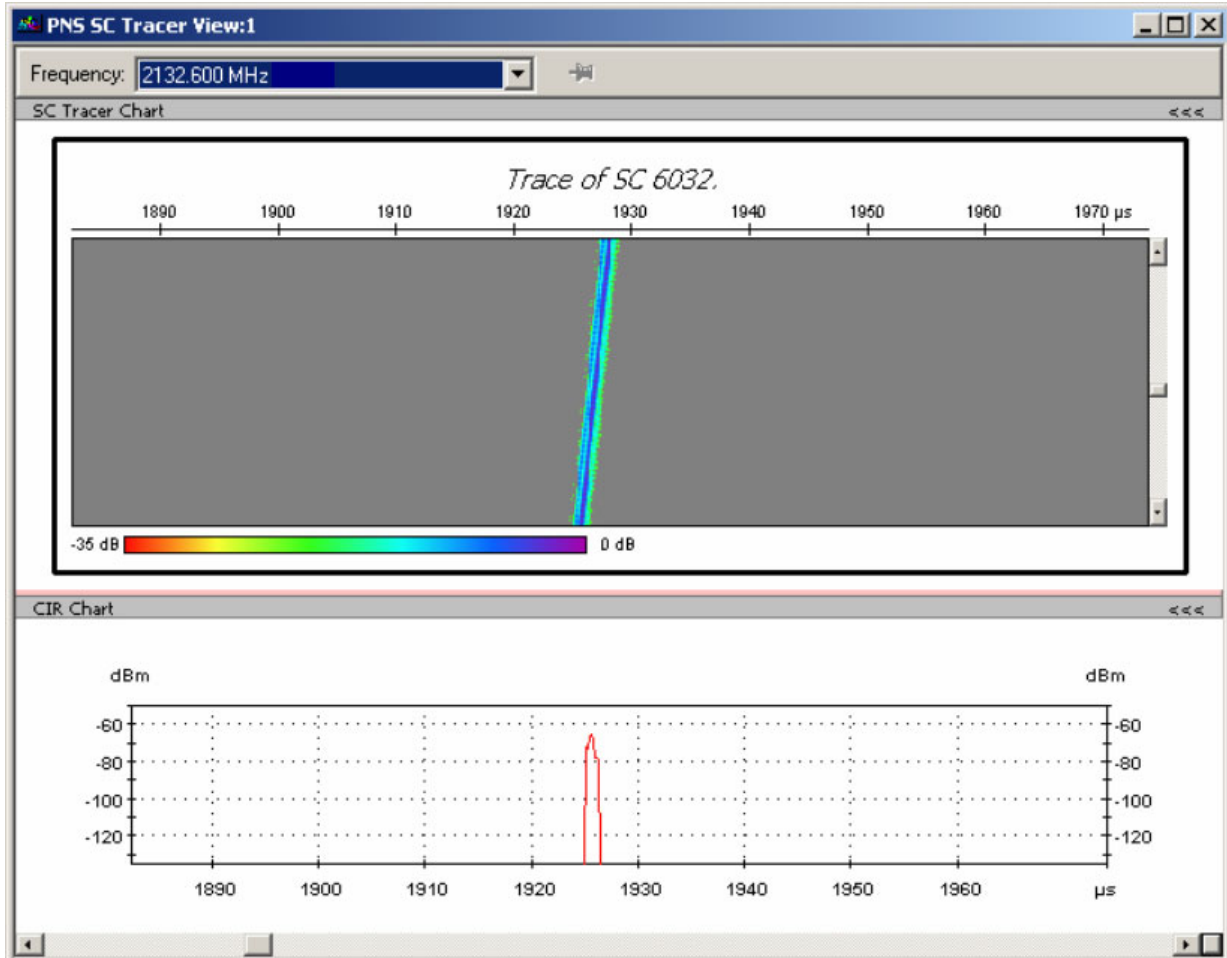 PNS SC Tracer View:1
Frequency: 2132.600 MHz
SC Tracer Chart <<<
Trace of SC 6032.
1890 1900 1910 1920 1930 1940 1950 1960 1970 µs
-35 dB 0 dB
CIR Chart <<<
dBm dBm
-60 -60
-80 -80
-100 -100
-120 -120
1890 1900 1910 1920 1930 1940 1950 1960 µs